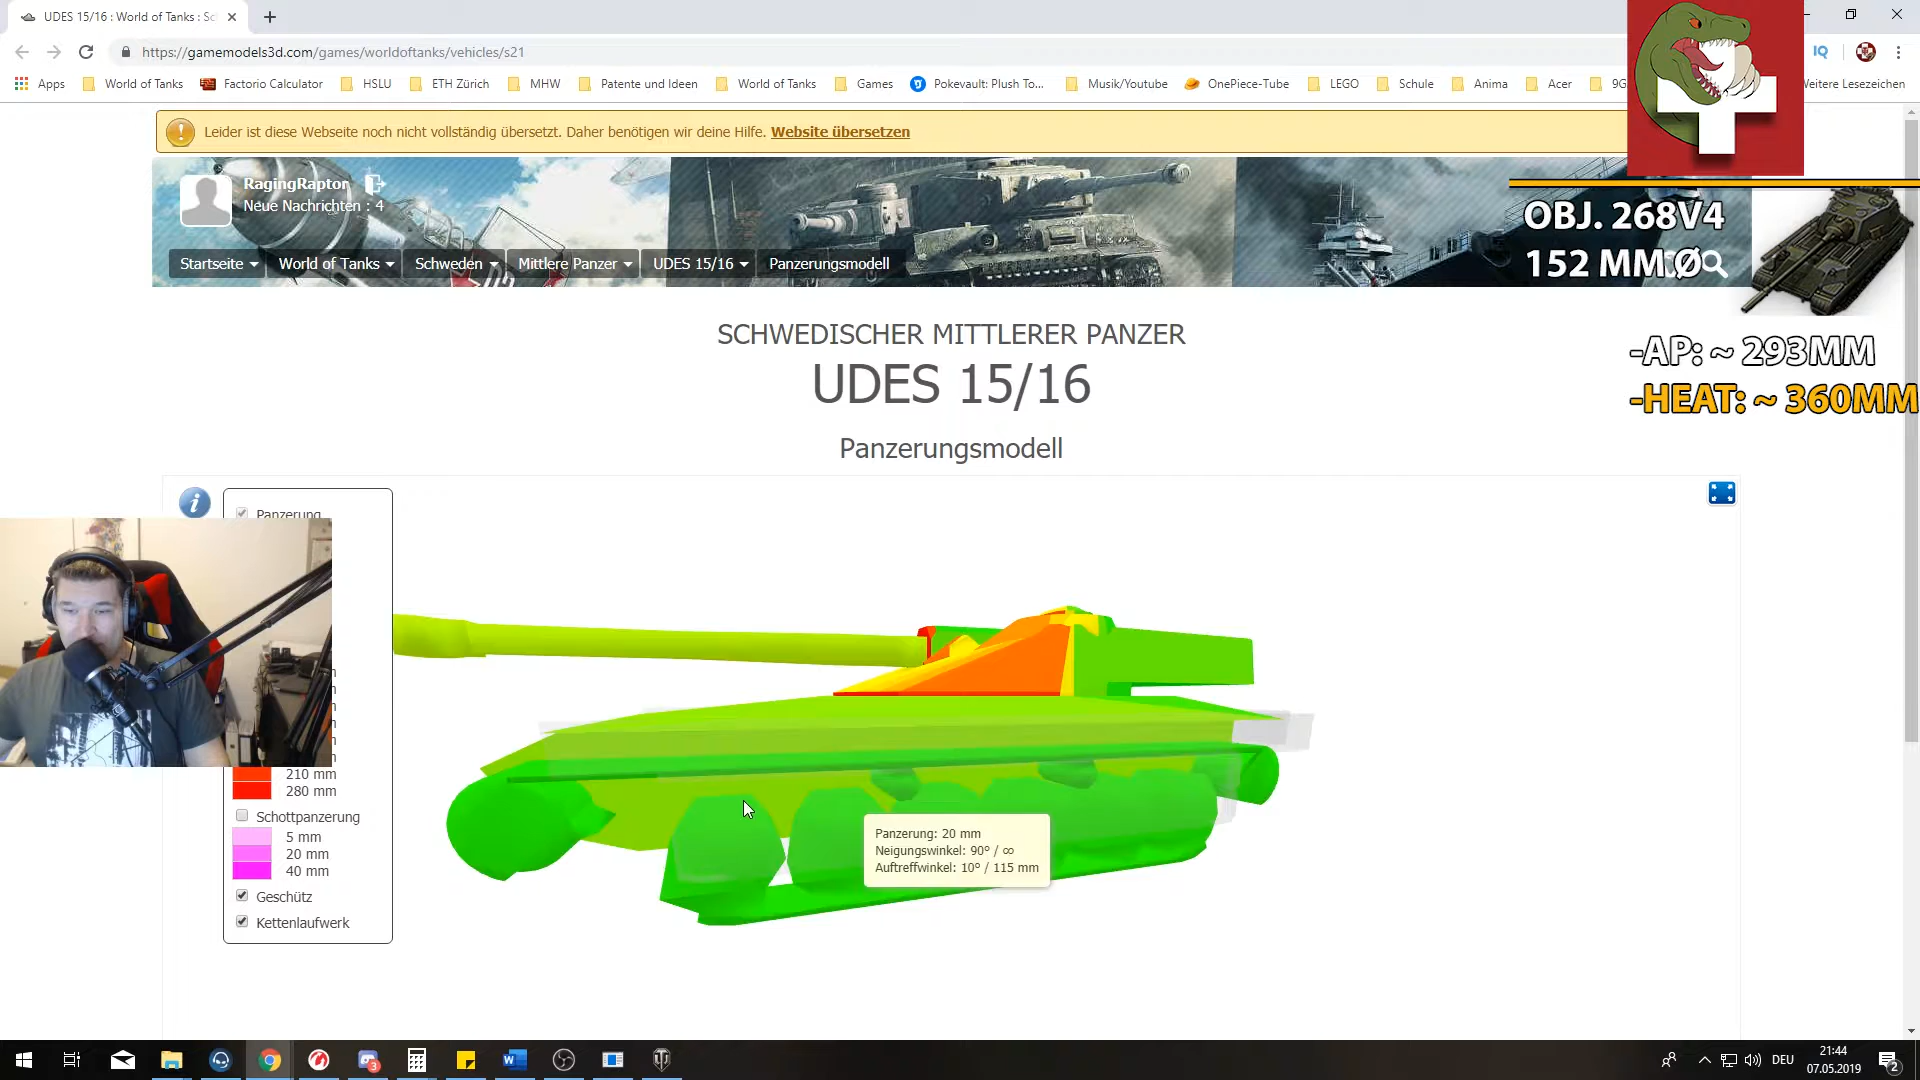 UDES 15/16 : World of Tanks : Sc
https://gamemodels3d.com/games/worldoftanks/vehicles/s21
IQ
Apps
World of Tanks
Factorio Calculator
HSLU
ETH Zürich
MHW
Patente und Ideen
World of Tanks
Games
Pokevault: Plush To...
Musik/Youtube
OnePiece-Tube
LEGO
Schule
Anima
Acer
9G
Weitere Lesezeichen
Leider ist diese Webseite noch nicht vollständig übersetzt. Daher benötigen wir deine Hilfe. Website übersetzen
RagingRaptor
Neue Nachrichten : 4
Startseite
World of Tanks
Schweden
Mittlere Panzer
UDES 15/16
Panzerungsmodell
OBJ. 268V4
152 MM Ø
-AP: ~ 293MM
-HEAT: ~ 360MM
SCHWEDISCHER MITTLERER PANZER
UDES 15/16
Panzerungsmodell
i
Panzerung
210 mm
280 mm
Schottpanzerung
5 mm
20 mm
40 mm
Geschütz
Kettenlaufwerk
Panzerung: 20 mm
Neigungswinkel: 90° / ∞
Auftreffwinkel: 10° / 115 mm
3
DEU
21:44
07.05.2019
2